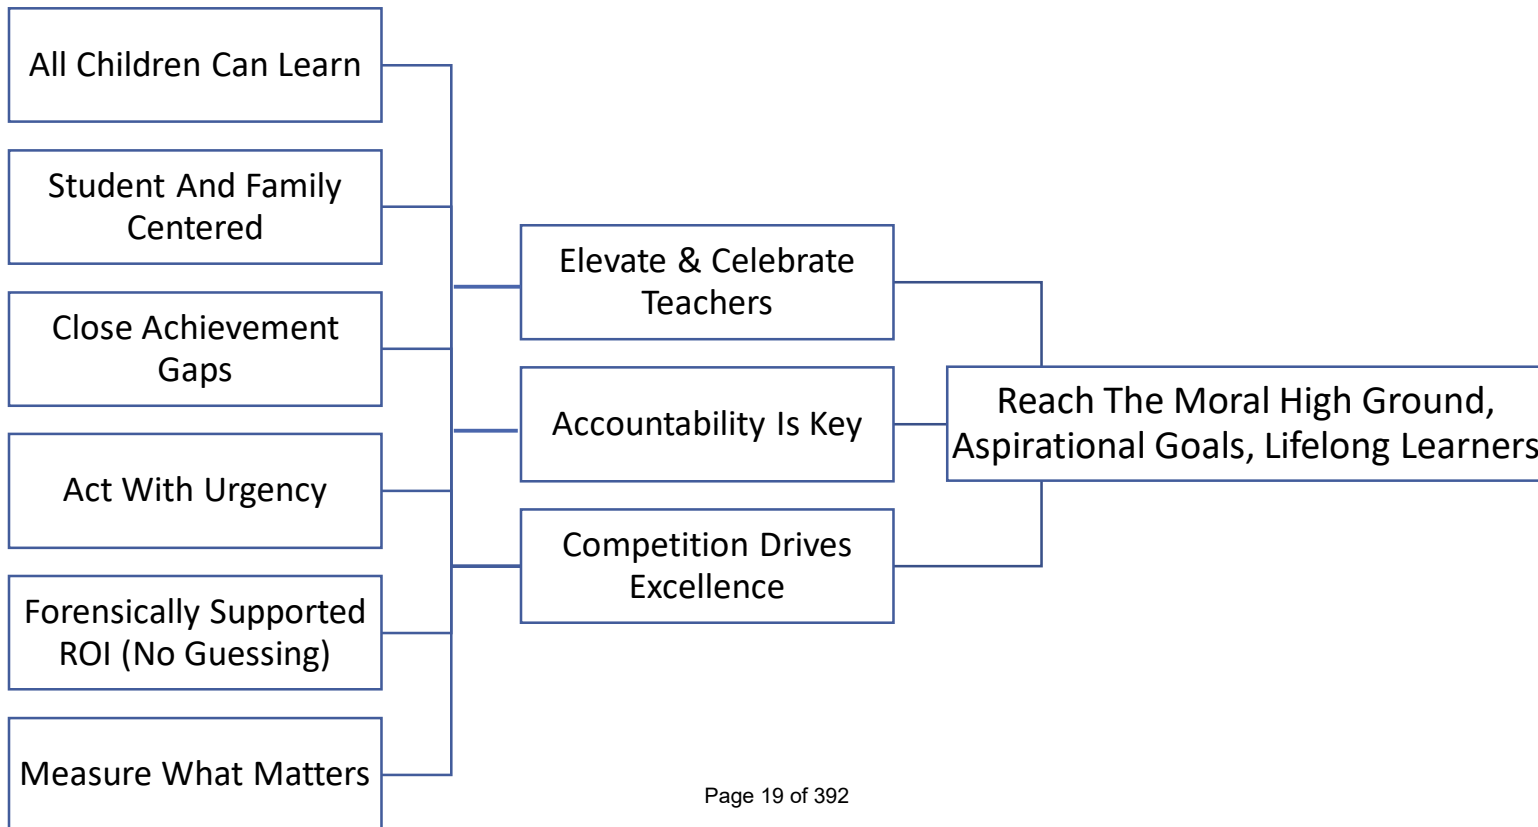 All Children Can Learn
Student And Family
Centered
Close Achievement
Gaps
Act With Urgency
Forensically Supported
ROI (No Guessing)
Measure What Matters
Elevate & Celebrate
Teachers
Accountability Is Key
Competition Drives
Excellence
Reach The Moral High Ground,
Aspirational Goals, Lifelong Learners
Page 19 of 392